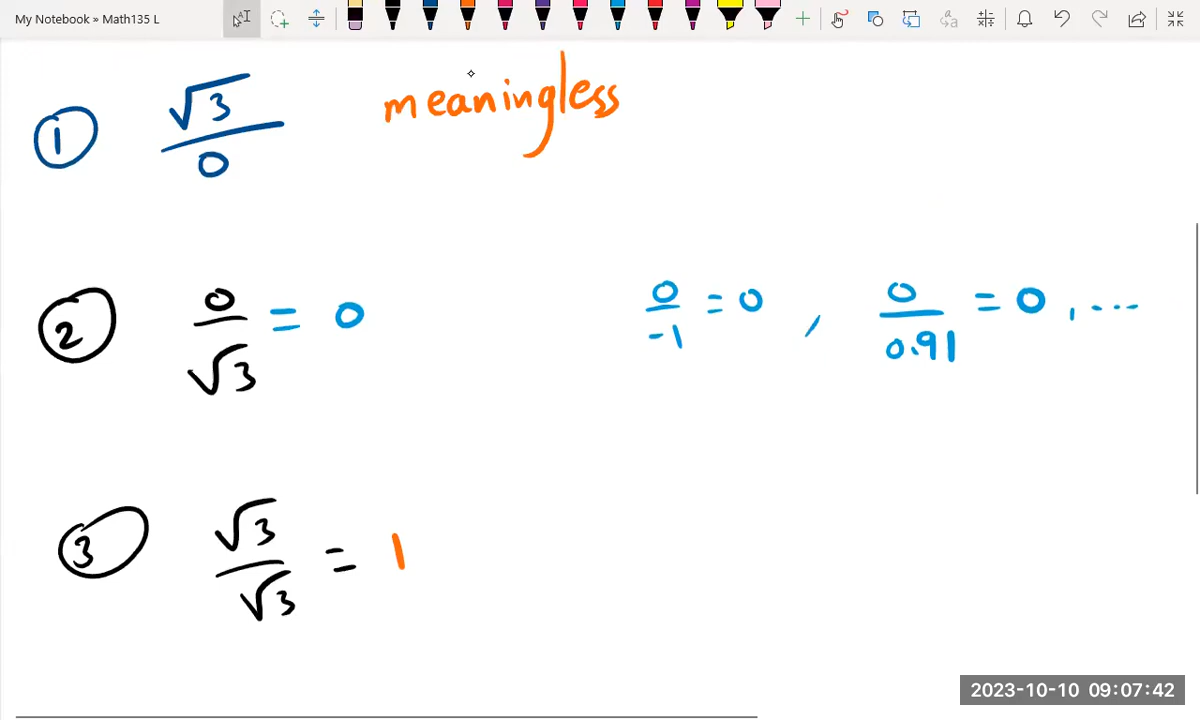 My Notebook » Math135 L
① √3/0 meaningless
② 0/√3 = 0 0/-1 = 0 , 0/0.91 = 0 , ...
③ √3/√3 = 1
2023-10-10 09:07:42